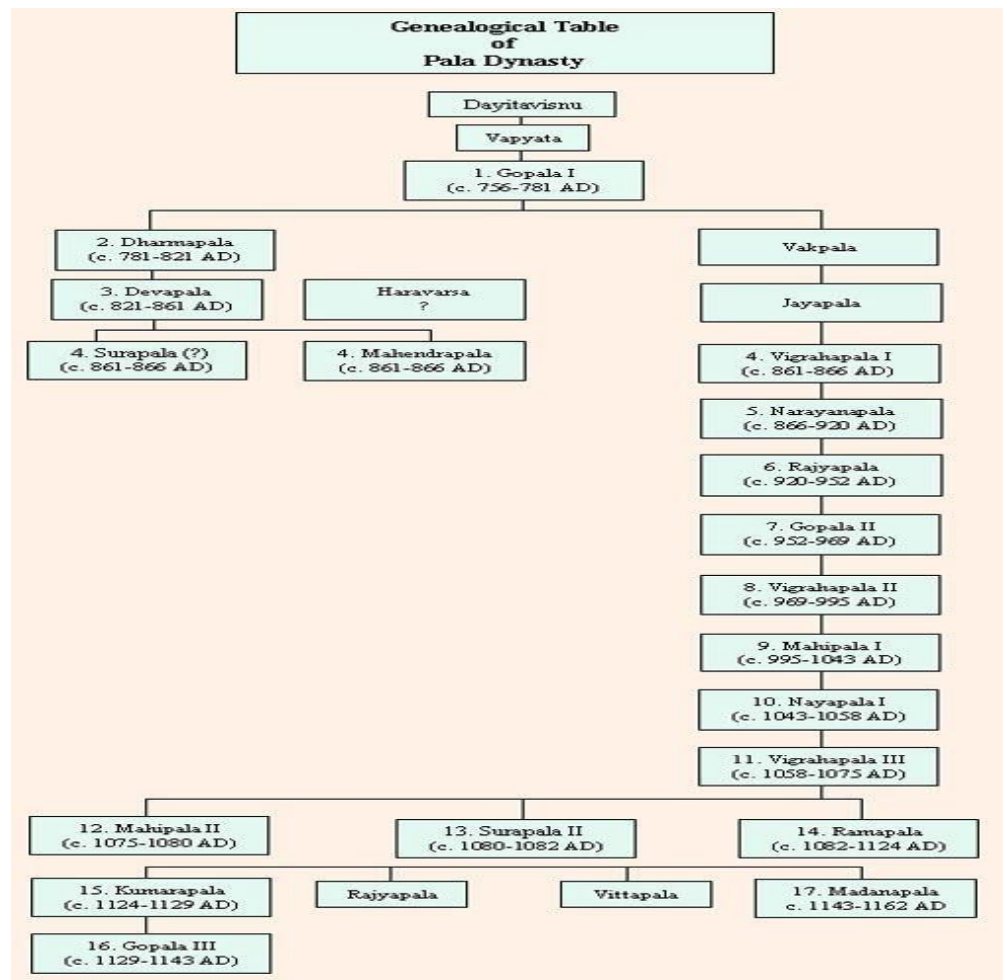 Genealogical Table
of
Pala Dynasty
Dayitavisnu
Vapyata
1. Gopala I
(c. 756-781 AD)
2. Dharmapala
(c. 781-821 AD)
Vakpala
3. Devapala
(c. 821-861 AD)
Haravarsa
?
Jayapala
4. Surapala (?)
(c. 861-866 AD)
4. Mahendrapala
(c. 861-866 AD)
4. Vigrahapala I
(c. 861-866 AD)
5. Narayanapala
(c. 866-920 AD)
6. Rajyapala
(c. 920-952 AD)
7. Gopala II
(c. 952-969 AD)
8. Vigrahapala II
(c. 969-995 AD)
9. Mahipala I
(c. 995-1043 AD)
10. Nayapala I
(c. 1043-1058 AD)
11. Vigrahapala III
(c. 1058-1075 AD)
12. Mahipala II
(c. 1075-1080 AD)
13. Surapala II
(c. 1080-1082 AD)
14. Ramapala
(c. 1082-1124 AD)
15. Kumarapala
(c. 1124-1129 AD)
Rajyapala
Vittapala
17. Madanapala
c. 1143-1162 AD
16. Gopala III
(c. 1129-1143 AD)